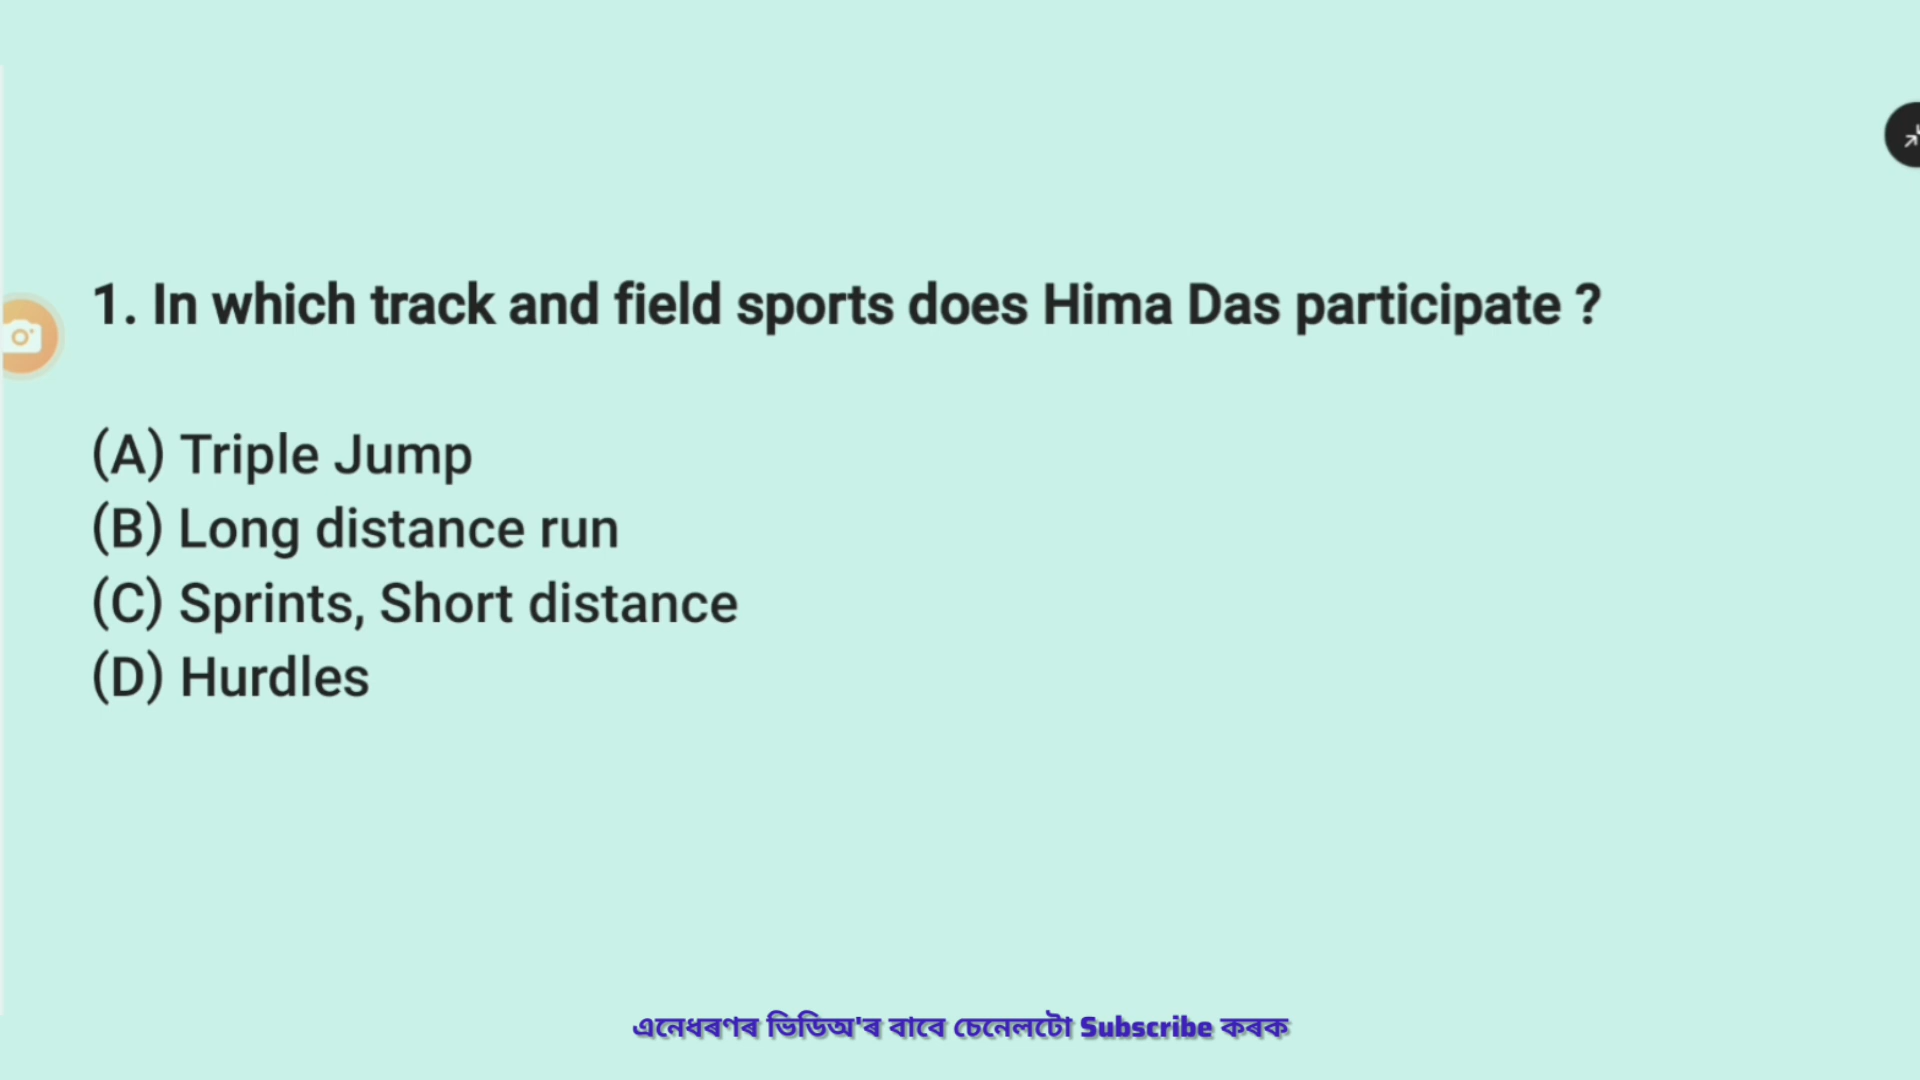 1. In which track and field sports does Hima Das participate ?
(A) Triple Jump
(B) Long distance run
(C) Sprints, Short distance
(D) Hurdles
এনেধৰণৰ ভিডিঅ'ৰ বাবে চেনেলটো Subscribe কৰক